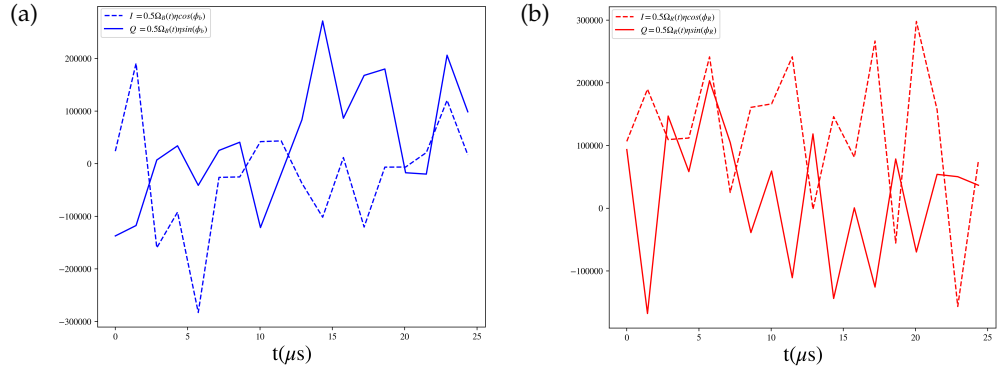 (a)
I = 0.5Ω_B(t)ηcos(ϕ_b)
Q = 0.5Ω_B(t)ηsin(ϕ_b)
200000
100000
0
−100000
−200000
−300000
0 5 10 15 20 25
t(μs)
(b)
I = 0.5Ω_R(t)ηcos(ϕ_R)
Q = 0.5Ω_R(t)ηsin(ϕ_R)
300000
200000
100000
0
−100000
0 5 10 15 20 25
t(μs)